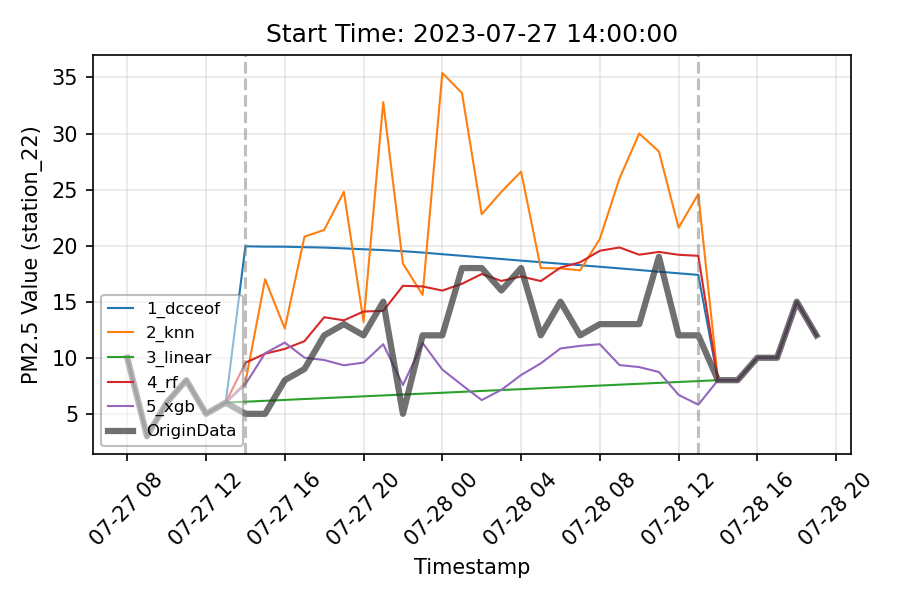 Start Time: 2023-07-27 14:00:00
PM2.5 Value (station_22)
35
30
25
20
15
10
5
1_dcceof
2_knn
3_linear
4_rf
5_xgb
OriginData
07-27 08
07-27 12
07-27 16
07-27 20
07-28 00
07-28 04
07-28 08
07-28 12
07-28 16
07-28 20
Timestamp